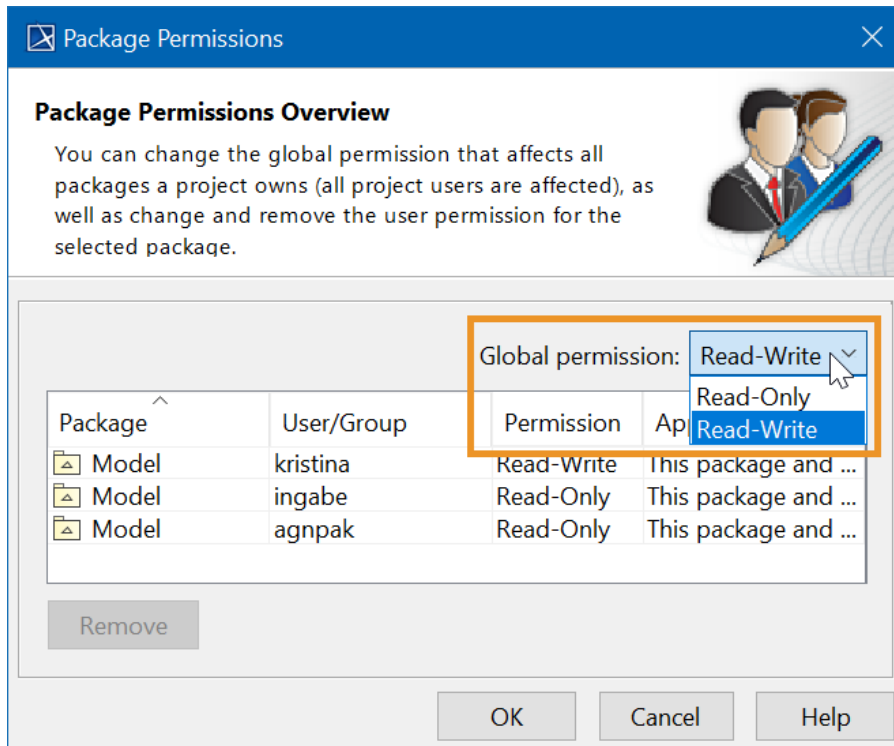 Package Permissions
Package Permissions Overview
You can change the global permission that affects all
packages a project owns (all project users are affected), as
well as change and remove the user permission for the
selected package.
Global permission: Read-Write
Read-Only
Read-Write
Package User/Group Permission
Model kristina Read-Write This package and ...
Model ingabe Read-Only This package and ...
Model agnpak Read-Only This package and ...
Remove
OK Cancel Help